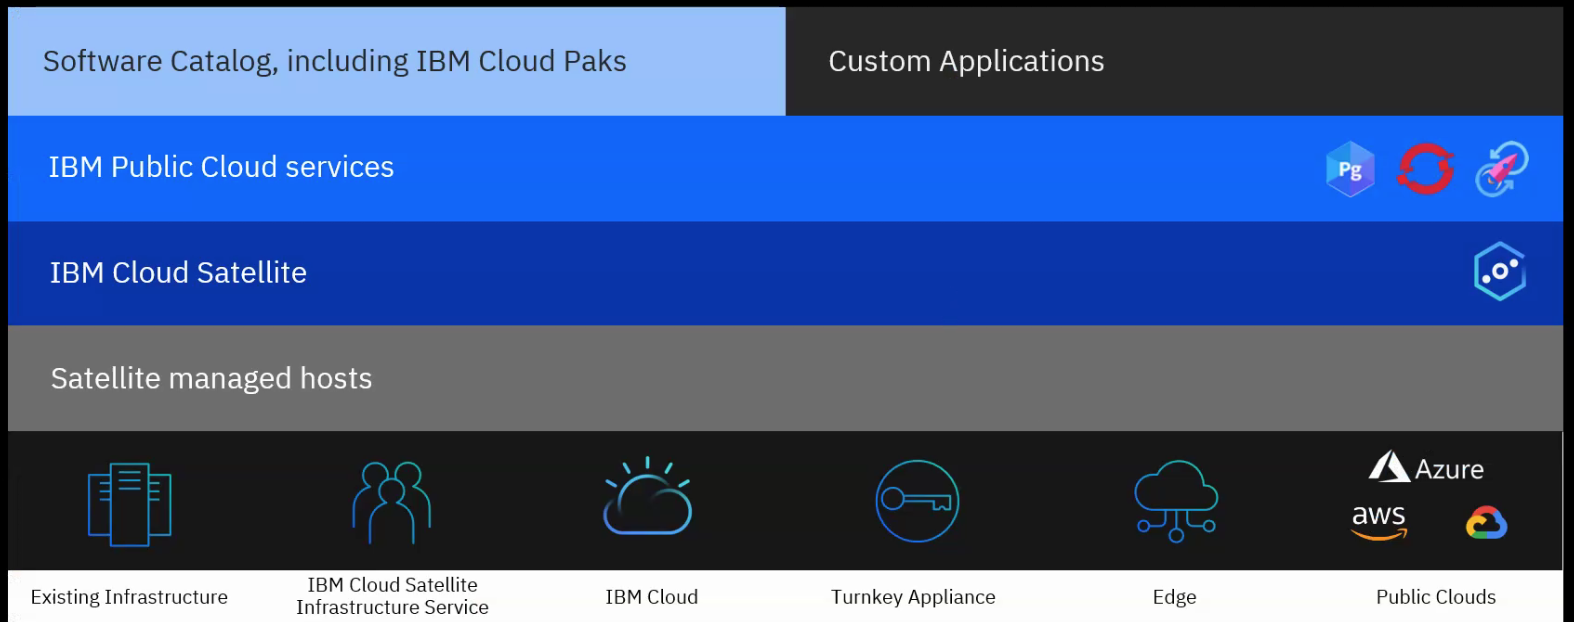 Software Catalog, including IBM Cloud Paks
Custom Applications
IBM Public Cloud services
Pg
IBM Cloud Satellite
Satellite managed hosts
Azure
aws
Existing Infrastructure
IBM Cloud Satellite
Infrastructure Service
IBM Cloud
Turnkey Appliance
Edge
Public Clouds